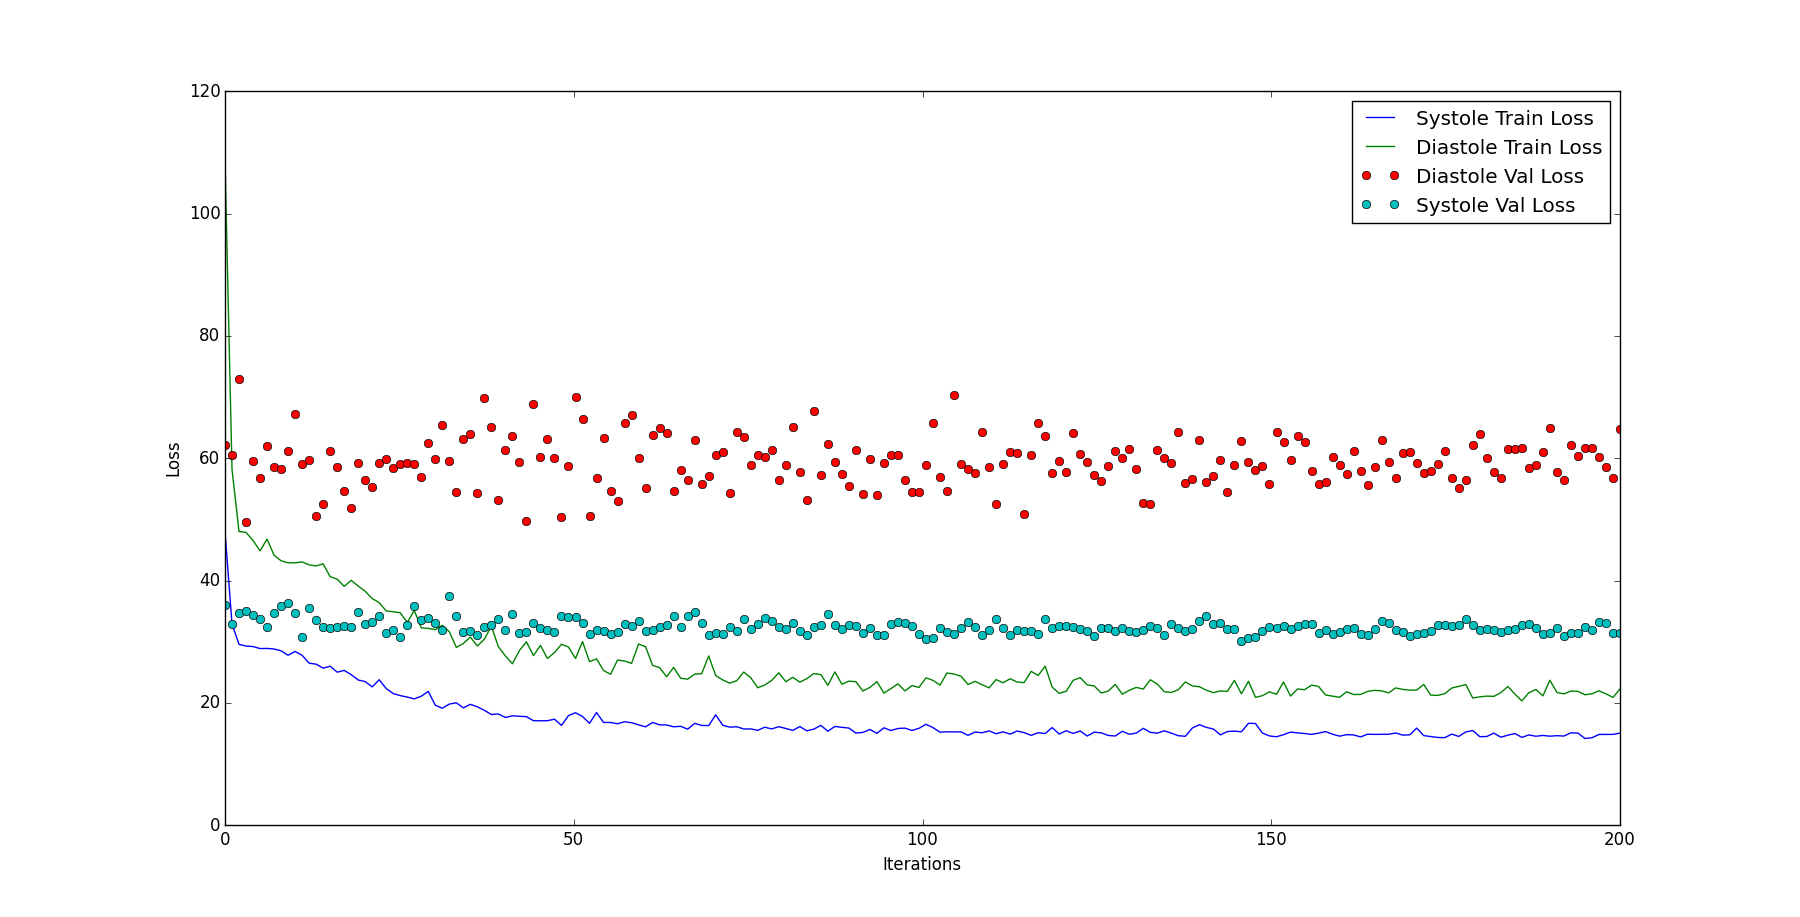 120
100
80
60
40
20
0
Loss
Systole Train Loss
Diastole Train Loss
Diastole Val Loss
Systole Val Loss
0 50 100 150 200
Iterations